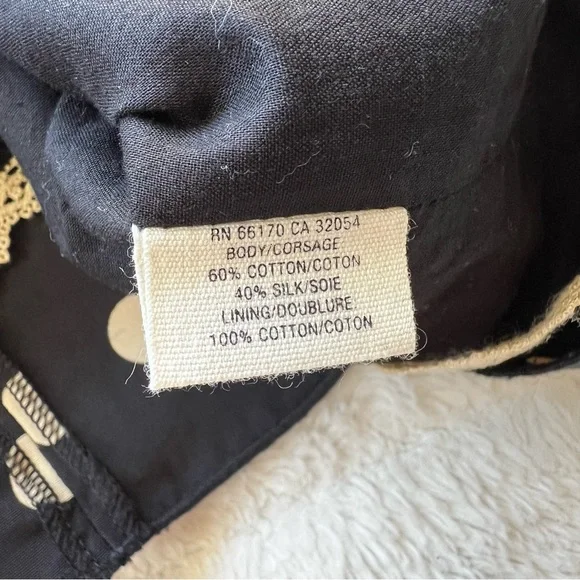 RN 66170 CA 32054
BODY/CORSAGE
60% COTTON/COTON
40% SILK/SOIE
LINING/DOUBLURE
100% COTTON/COTON